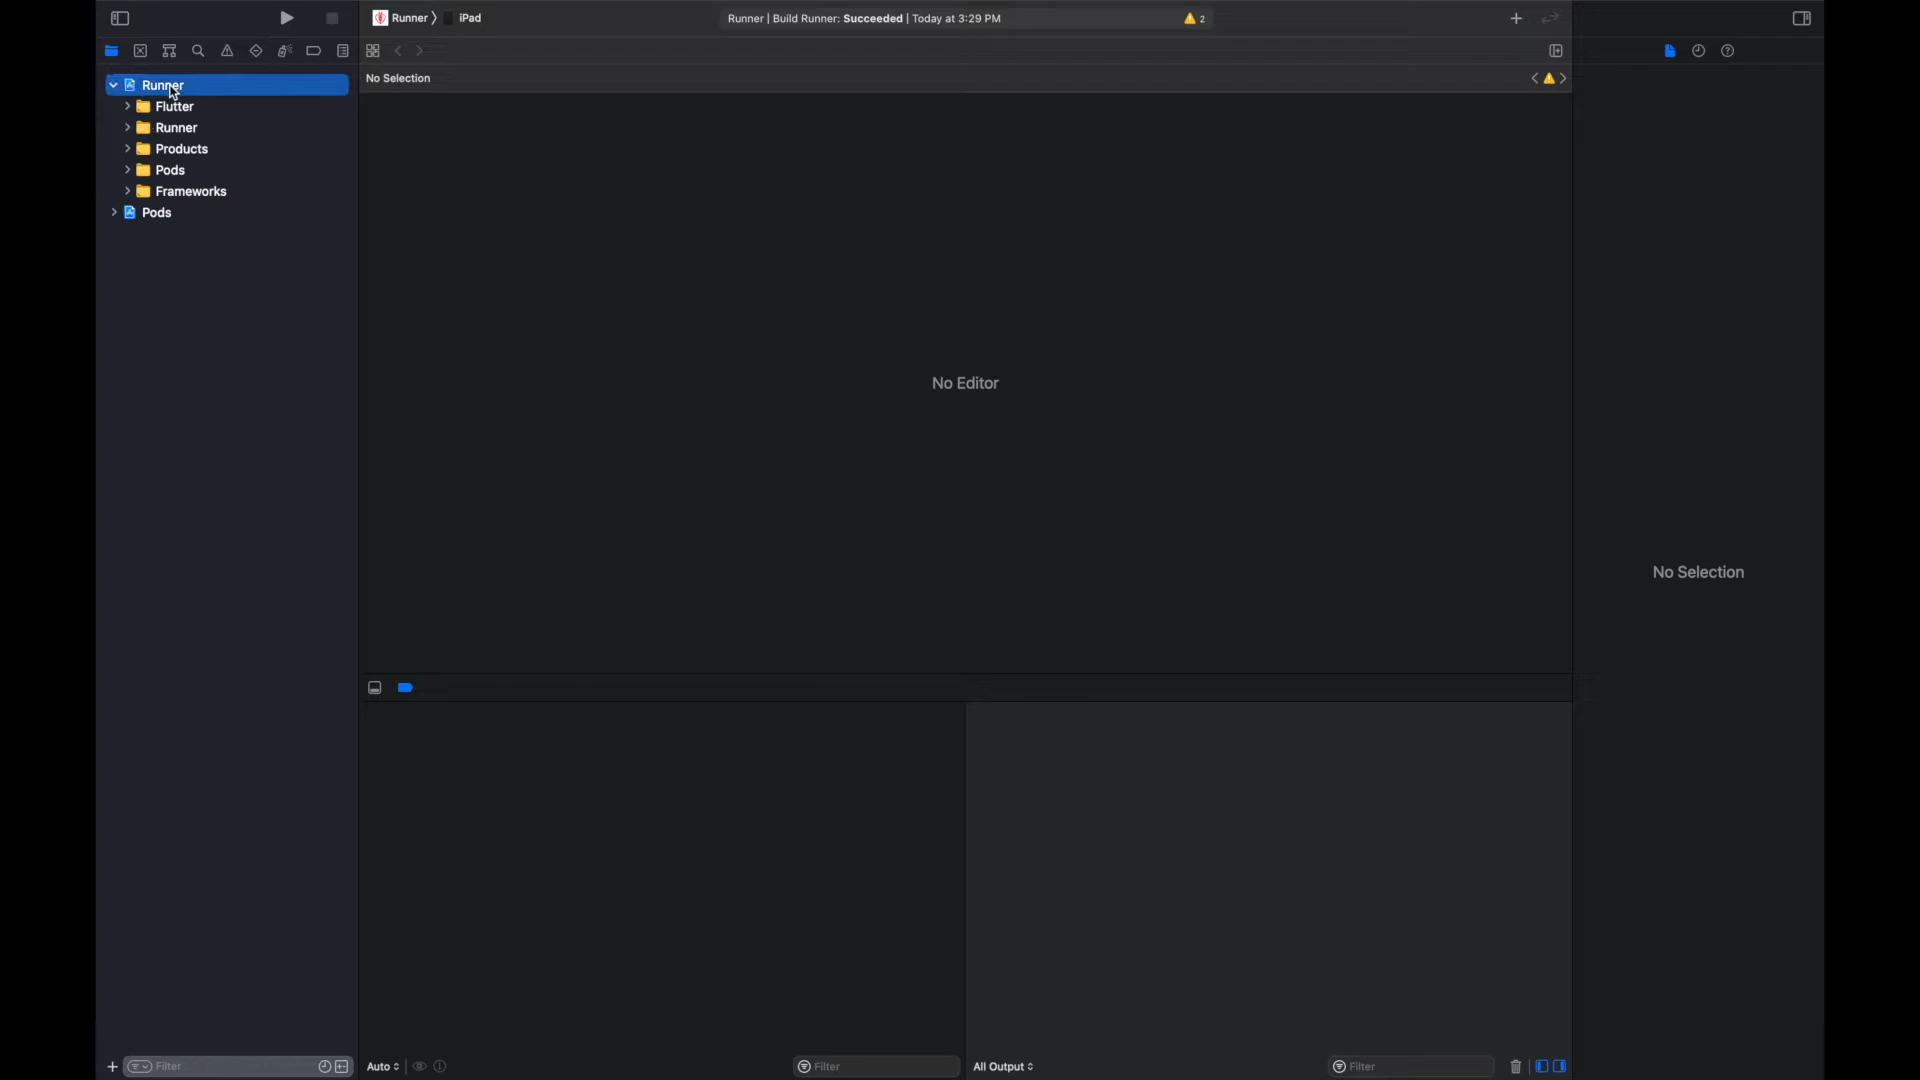 Runner 〉 iPad
Runner | Build Runner: Succeeded | Today at 3:29 PM
2
No Selection
Runner
Flutter
Runner
Products
Pods
Frameworks
Pods
No Editor
No Selection
Filter
Auto
Filter
All Output
Filter